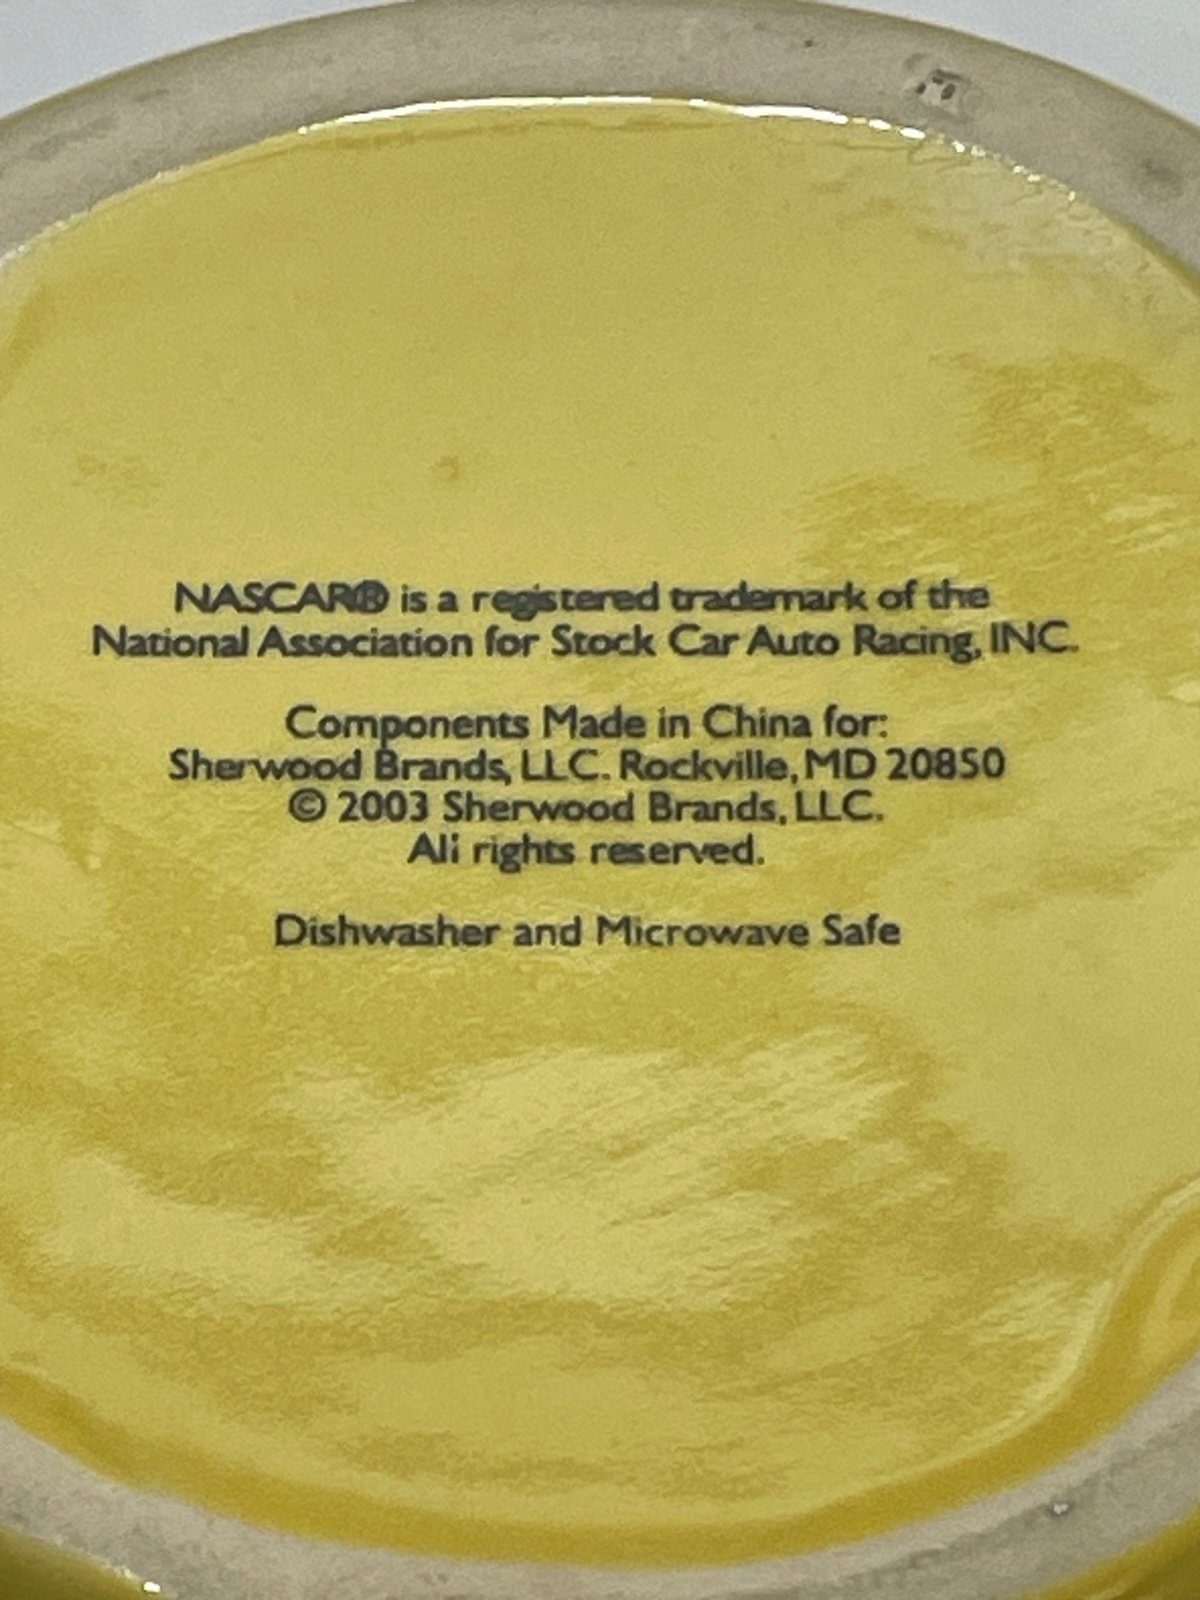 NASCAR® is a registered trademark of the
National Association for Stock Car Auto Racing, INC.
Components Made in China for:
Sherwood Brands, LLC. Rockville, MD 20850
© 2003 Sherwood Brands, LLC.
All rights reserved.
Dishwasher and Microwave Safe